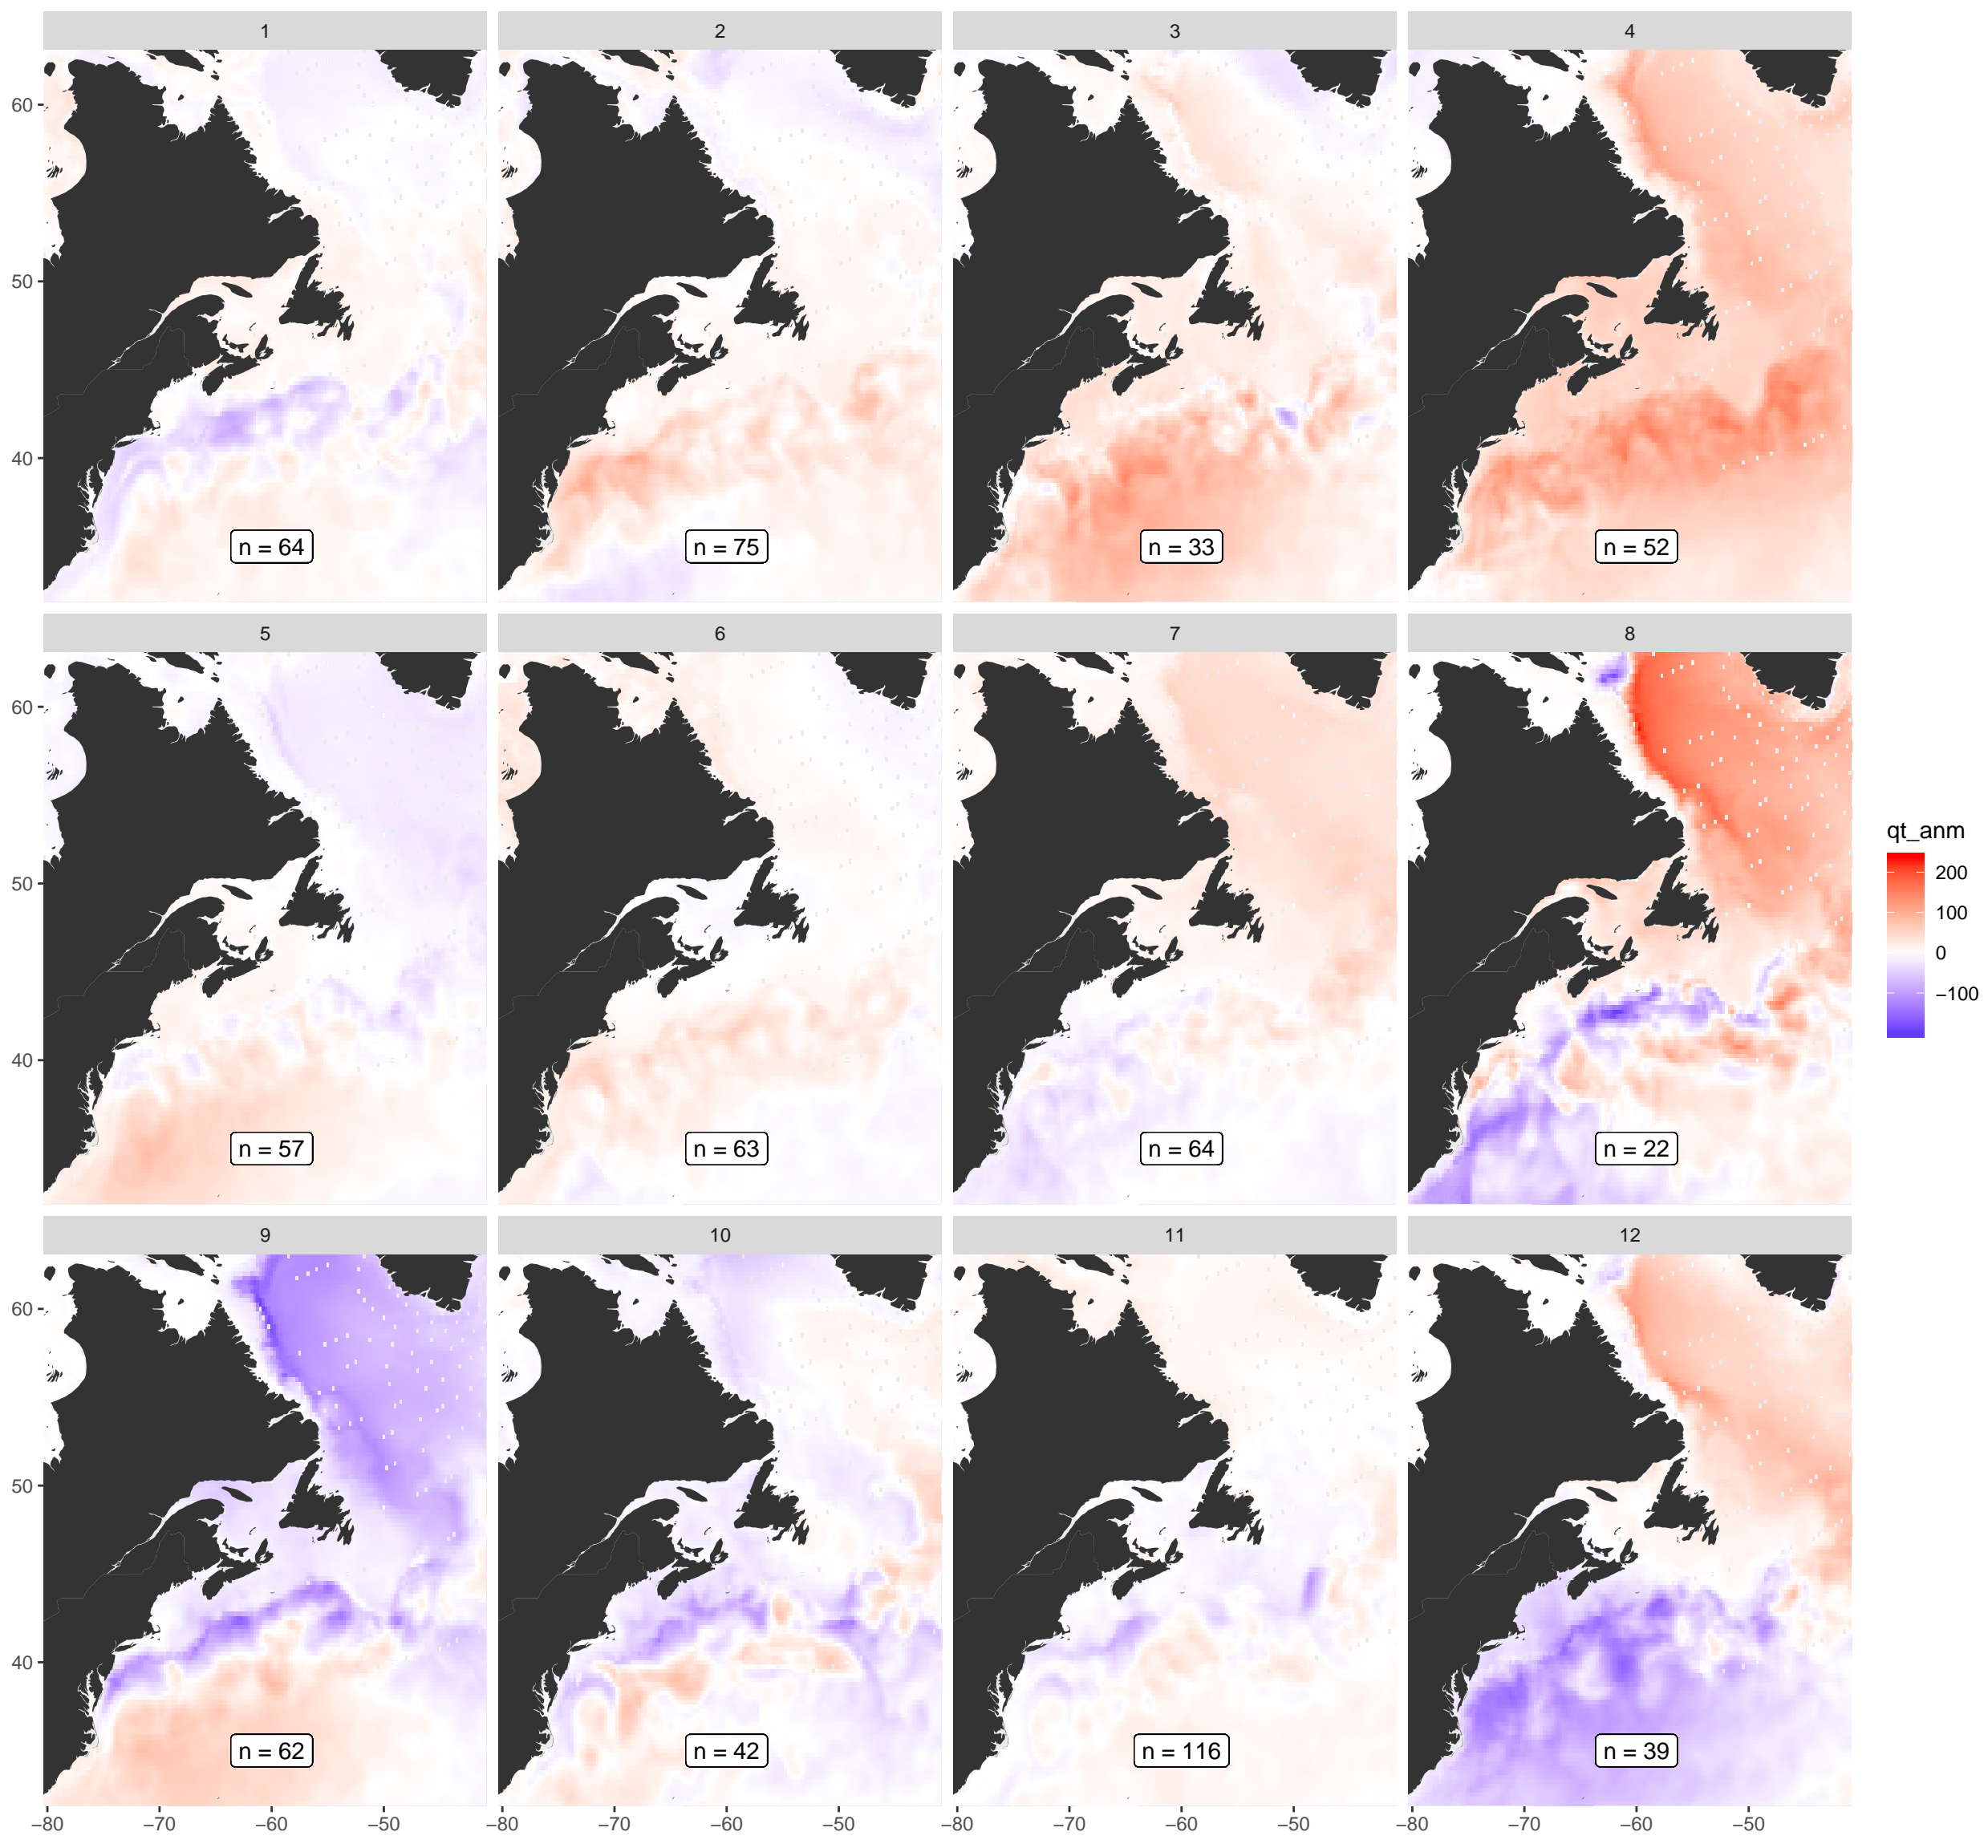 1 2 3 4
60
50
40
n = 64 n = 75 n = 33 n = 52
5 6 7 8
60
50
40
n = 57 n = 63 n = 64 n = 22
qt_anm
200
100
0
−100
9 10 11 12
60
50
40
n = 62 n = 42 n = 116 n = 39
−80 −70 −60 −50 −80 −70 −60 −50 −80 −70 −60 −50 −80 −70 −60 −50